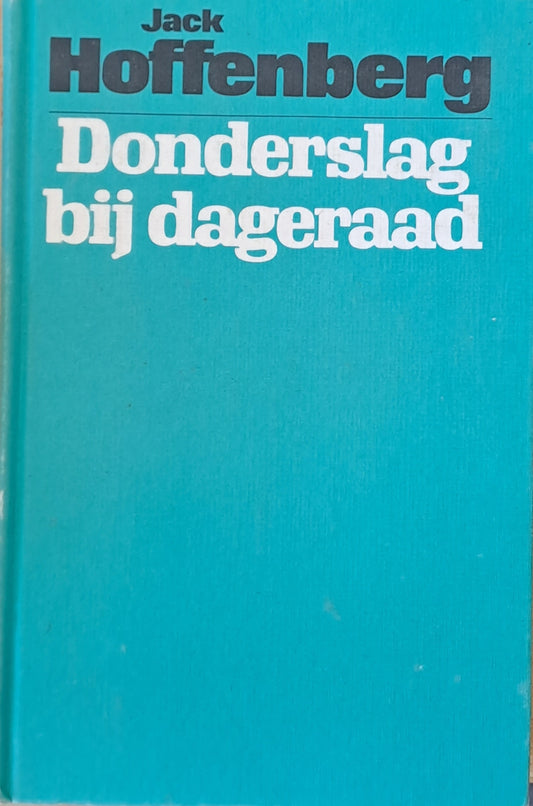 Jack
Hoffenberg
Donderslag
bij dageraad